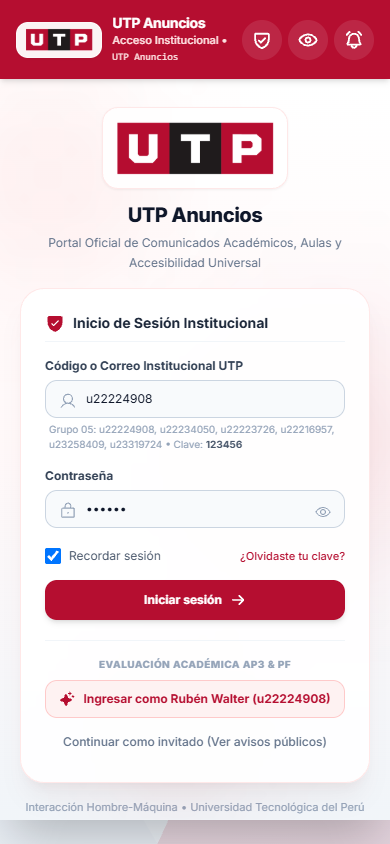 UTP
UTP Anuncios
Acceso Institucional •
UTP Anuncios
UTP
UTP Anuncios
Portal Oficial de Comunicados Académicos, Aulas y
Accesibilidad Universal
Inicio de Sesión Institucional
Código o Correo Institucional UTP
u22224908
Grupo 05: u22224908, u22234050, u22223726, u22216957,
u23258409, u23319724 • Clave: 123456
Contraseña
••••••
Recordar sesión
¿Olvidaste tu clave?
Iniciar sesión →
EVALUACIÓN ACADÉMICA AP3 & PF
Ingresar como Rubén Walter (u22224908)
Continuar como invitado (Ver avisos públicos)
Interacción Hombre-Máquina • Universidad Tecnológica del Perú